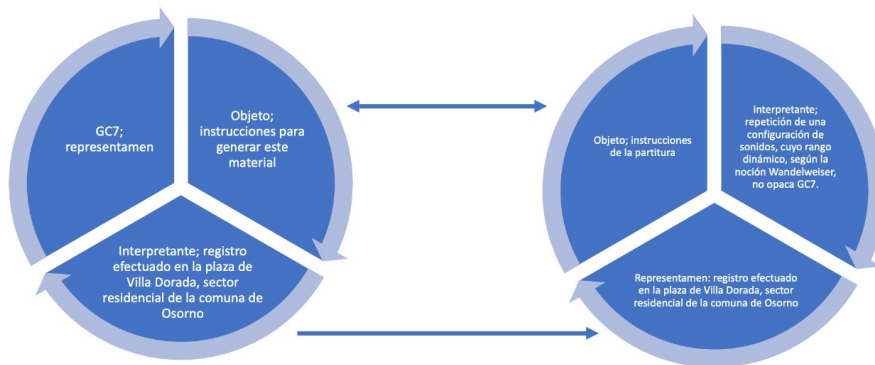 GC7;
representamen
Objeto;
instrucciones para
generar este
material
Interpretante; registro
efectuado en la plaza de
Villa Dorada, sector
residencial de la comuna de
Osorno
Objeto; instrucciones
de la partitura
Interpretante;
repetición de una
configuración de
sonidos, cuyo rango
dinámico, según la
noción Wandelweiser,
no opaca GC7.
Representamen: registro efectuado
en la plaza de Villa Dorada, sector
residencial de la comuna de Osorno